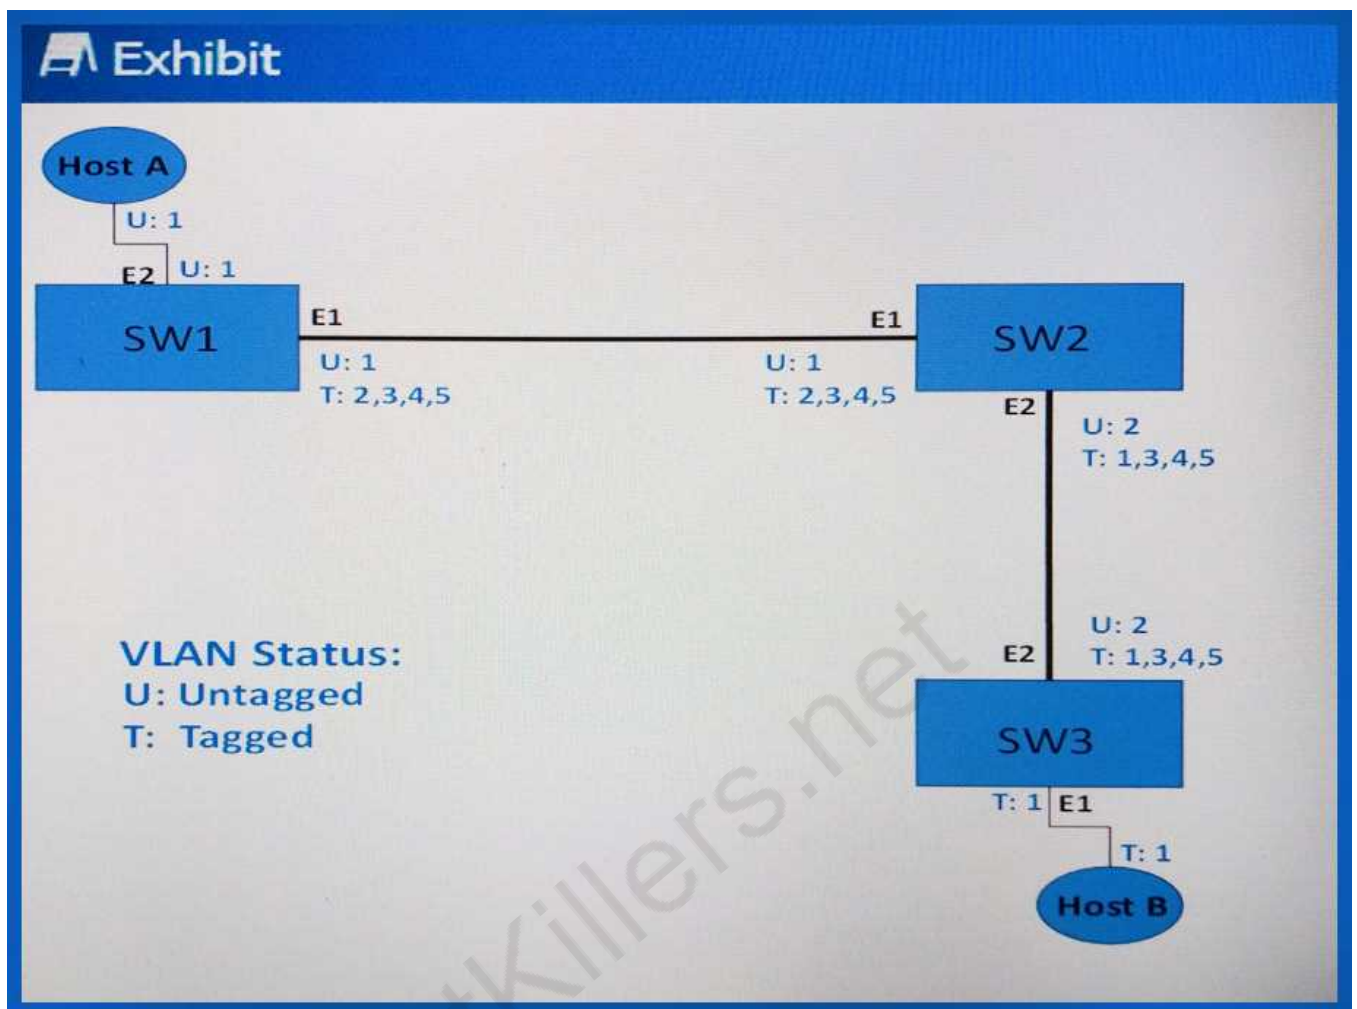 Exhibit
Host A
U: 1
E2 U: 1
SW1
E1
U: 1
T: 2,3,4,5
E1
U: 1
T: 2,3,4,5
SW2
E2
U: 2
T: 1,3,4,5
VLAN Status:
U: Untagged
T: Tagged
U: 2
E2
T: 1,3,4,5
SW3
T: 1 E1
T: 1
Host B
tKillers.net